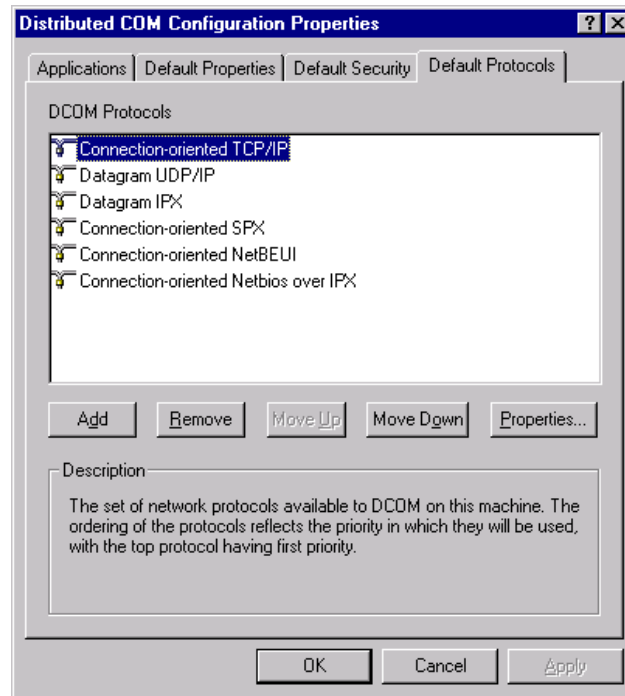 Distributed COM Configuration Properties
Applications
Default Properties
Default Security
Default Protocols
DCOM Protocols
Connection-oriented TCP/IP
Datagram UDP/IP
Datagram IPX
Connection-oriented SPX
Connection-oriented NetBEUI
Connection-oriented Netbios over IPX
Add
Remove
Move Up
Move Down
Properties...
Description
The set of network protocols available to DCOM on this machine. The
ordering of the protocols reflects the priority in which they will be used,
with the top protocol having first priority.
OK
Cancel
Apply